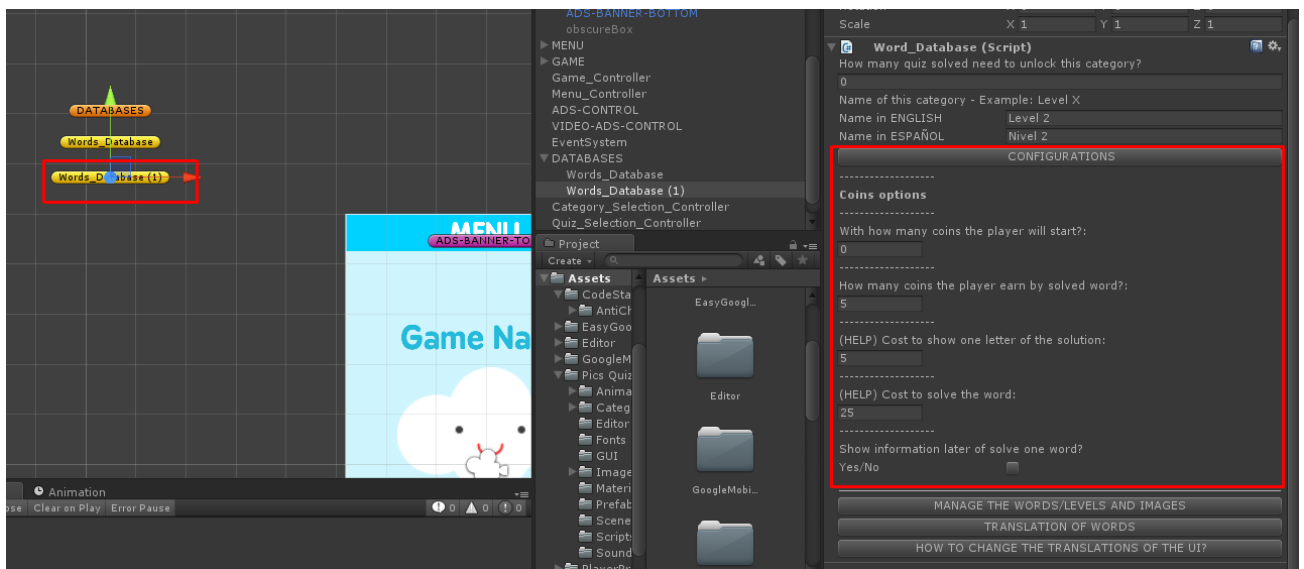 DATABASES
Words_Database
Words_D abase (1)
MENU
ADS-BANNER-TO
Game Na
Animation
Clear on Play Error Pause
0 0 0
ADS-BANNER-BOTTOM
obscureBox
MENU
GAME
Game_Controller
Menu_Controller
ADS-CONTROL
VIDEO-ADS-CONTROL
EventSystem
DATABASES
Words_Database
Words_Database (1)
Category_Selection_Controller
Quiz_Selection_Controller
Project
Create
Assets
CodeSta
AntiCh
EasyGoo
Editor
GoogleM
Pics Quiz
Anima
Categ
Editor
Fonts
GUI
Image
Materi
Prefab
Scene
Scripts
Sound
PlayerPr
Assets
EasyGoogl...
Editor
GoogleMobi...
Scale X 1 Y 1 Z 1
Word_Database (Script)
How many quiz solved need to unlock this category?
0
Name of this category - Example: Level X
Name in ENGLISH Level 2
Name in ESPAÑOL Nivel 2
CONFIGURATIONS
-------------------
Coins options
-------------------
With how many coins the player will start?:
0
-------------------
How many coins the player earn by solved word?:
5
-------------------
(HELP) Cost to show one letter of the solution:
5
-------------------
(HELP) Cost to solve the word:
25
-------------------
Show information later of solve one word?
Yes/No
MANAGE THE WORDS/LEVELS AND IMAGES
TRANSLATION OF WORDS
HOW TO CHANGE THE TRANSLATIONS OF THE UI?